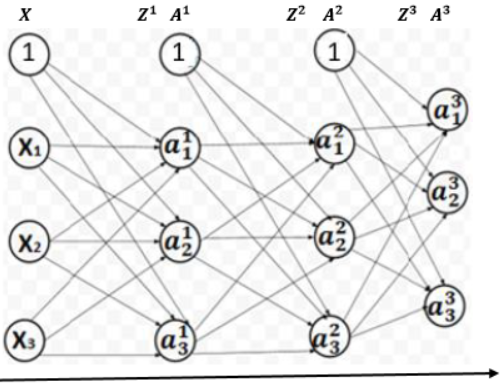 X Z¹ A¹ Z² A² Z³ A³
1 1 1
X₁ a₁¹ a₁² a₁³
X₂ a₂¹ a₂² a₂³
X₃ a₃¹ a₃² a₃³